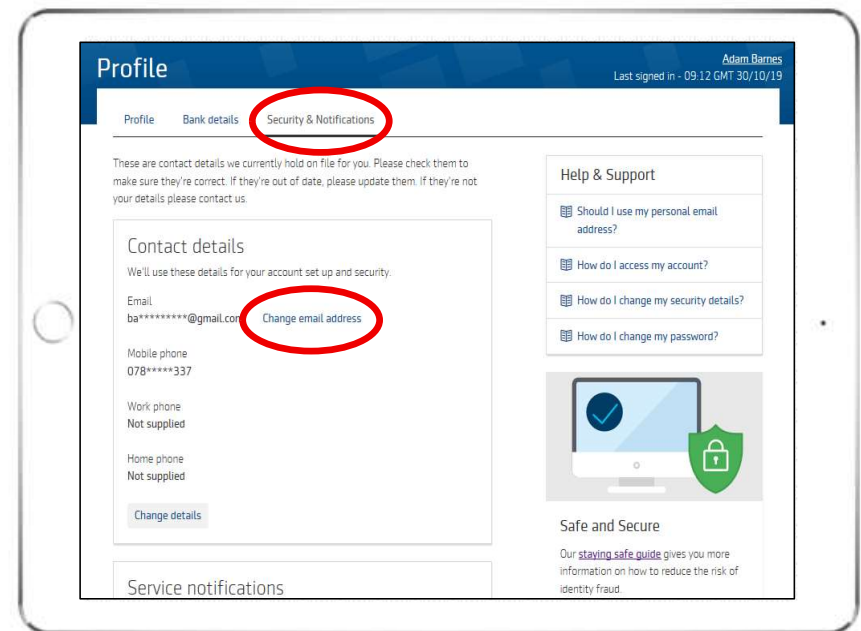 Profile
Adam Barnes
Last signed in - 09:12 GMT 30/10/19
Profile Bank details Security & Notifications
These are contact details we currently hold on file for you. Please check them to
make sure they're correct. If they're out of date, please update them. If they're not
your details please contact us.
Contact details
We'll use these details for your account set up and security.
Email
ba*********@gmail.com Change email address
Mobile phone
078*****337
Work phone
Not supplied
Home phone
Not supplied
Change details
Service notifications
Help & Support
Should I use my personal email
address?
How do I access my account?
How do I change my security details?
How do I change my password?
Safe and Secure
Our staying safe guide gives you more
information on how to reduce the risk of
identity fraud.